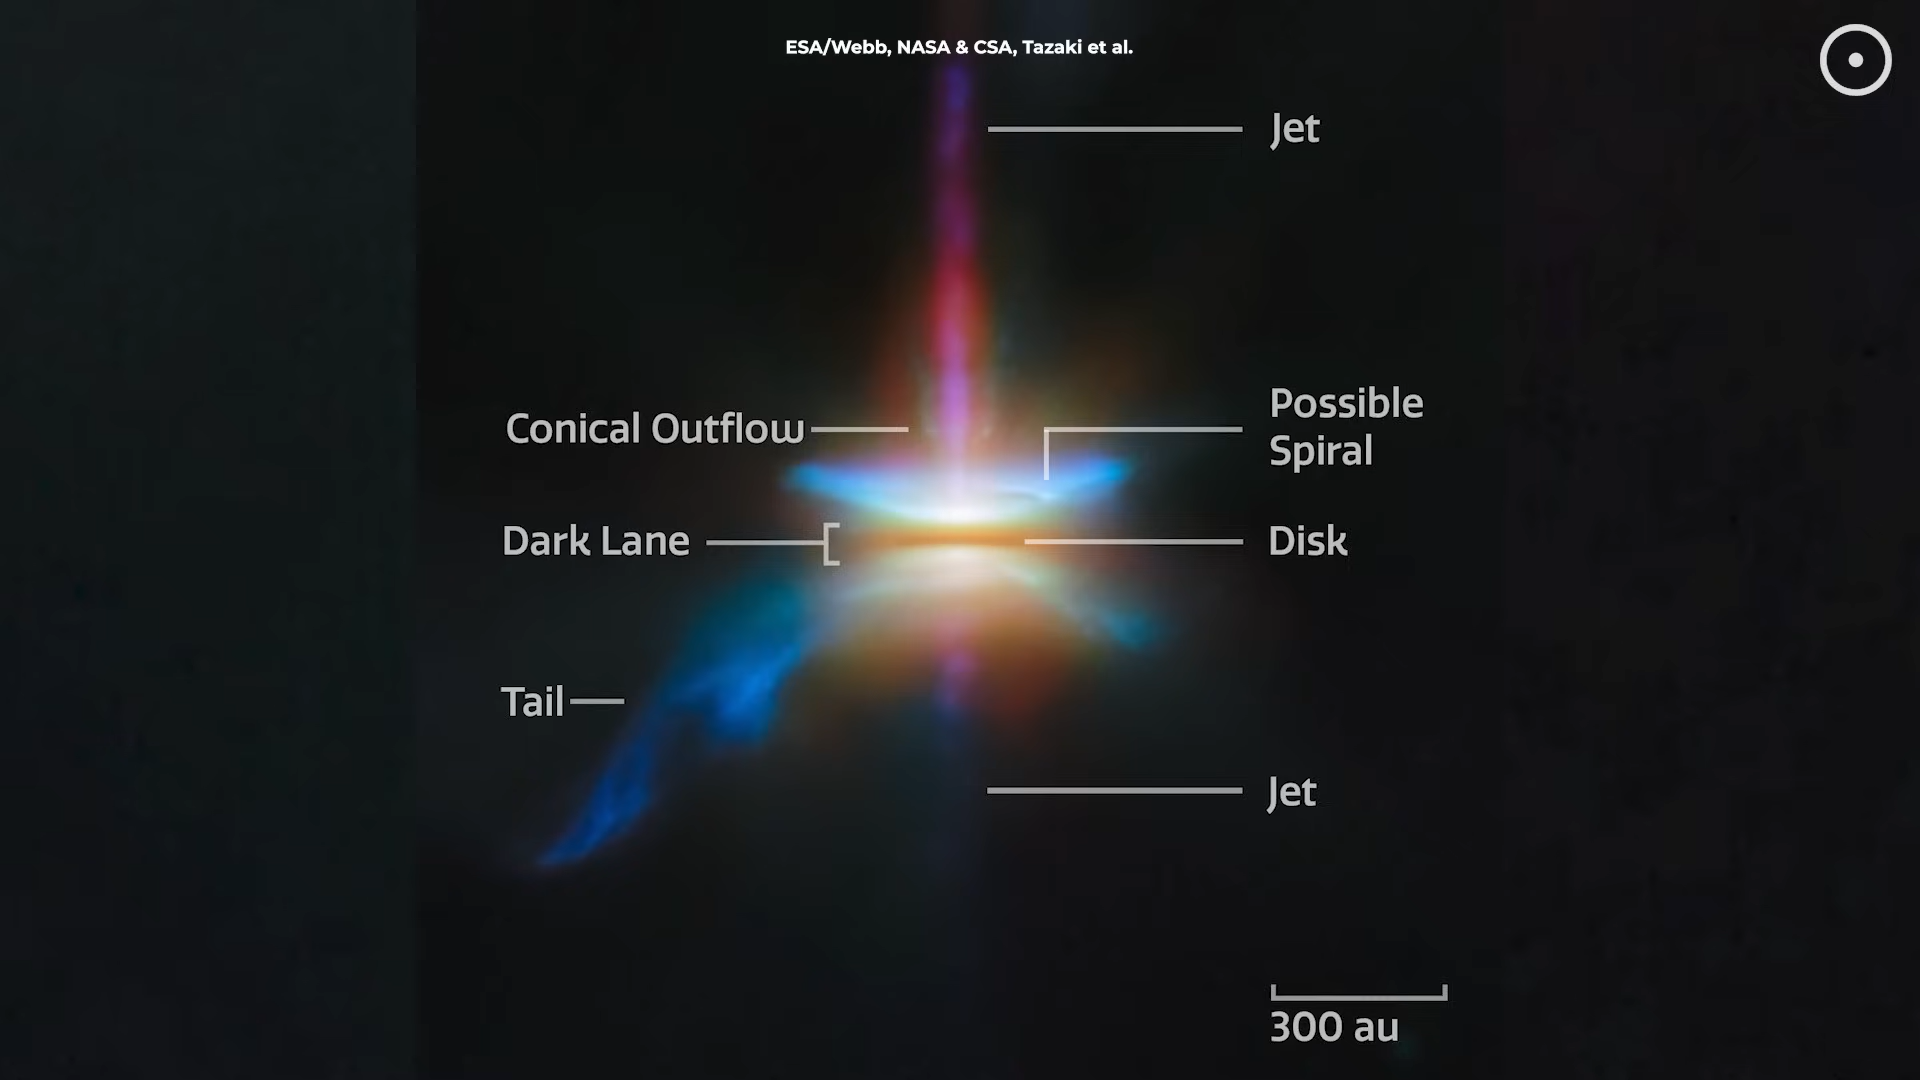 ESA/Webb, NASA & CSA, Tazaki et al.
Jet
Conical Outflow
Possible
Spiral
Dark Lane
Disk
Tail
Jet
300 au